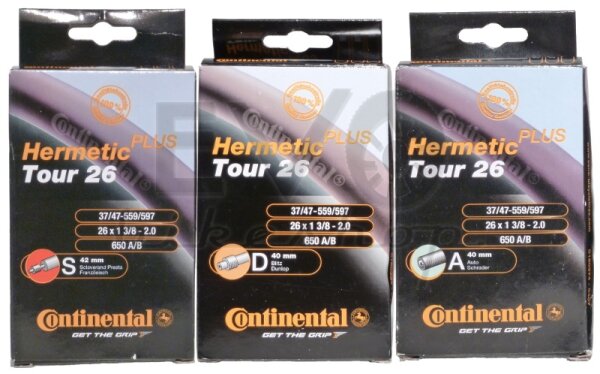 Hermetic PLUS
Tour 26
37/47-559/597
26 x 1 3/8 - 2.0
650 A/B
S
42 mm
Sclaverand Presta
Französisch
Continental
GET THE GRIP
Hermetic PLUS
Tour 26
37/47-559/597
26 x 1 3/8 - 2.0
650 A/B
D
40 mm
Blitz
Dunlop
Continental
GET THE GRIP
Hermetic PLUS
Tour 26
37/47-559/597
26 x 1 3/8 - 2.0
650 A/B
A
40 mm
Auto
Schrader
Continental
GET THE GRIP